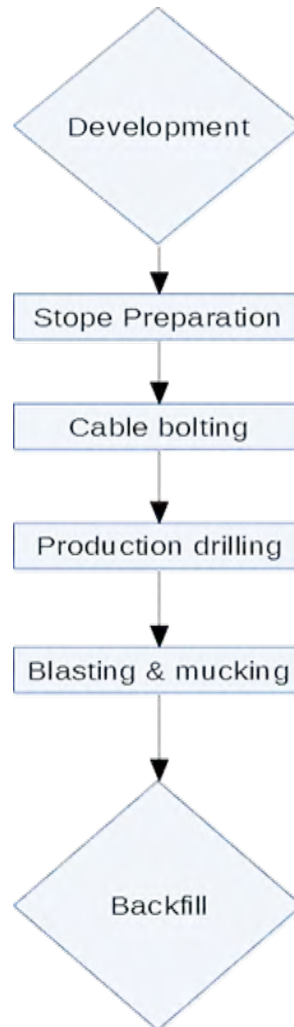 Development
Stope Preparation
Cable bolting
Production drilling
Blasting & mucking
Backfill